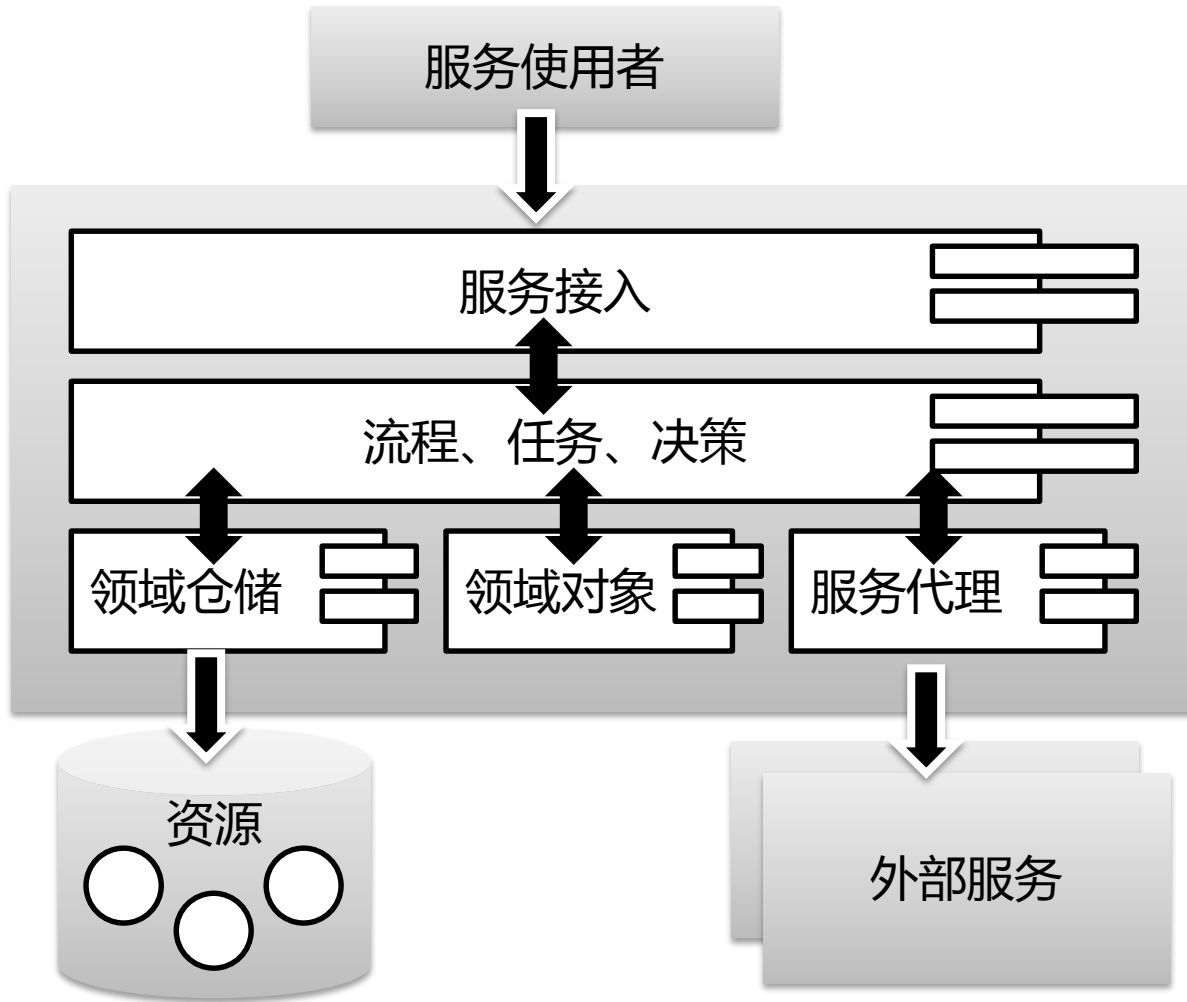 服务使用者
服务接入
流程、任务、决策
领域仓储
领域对象
服务代理
资源
外部服务